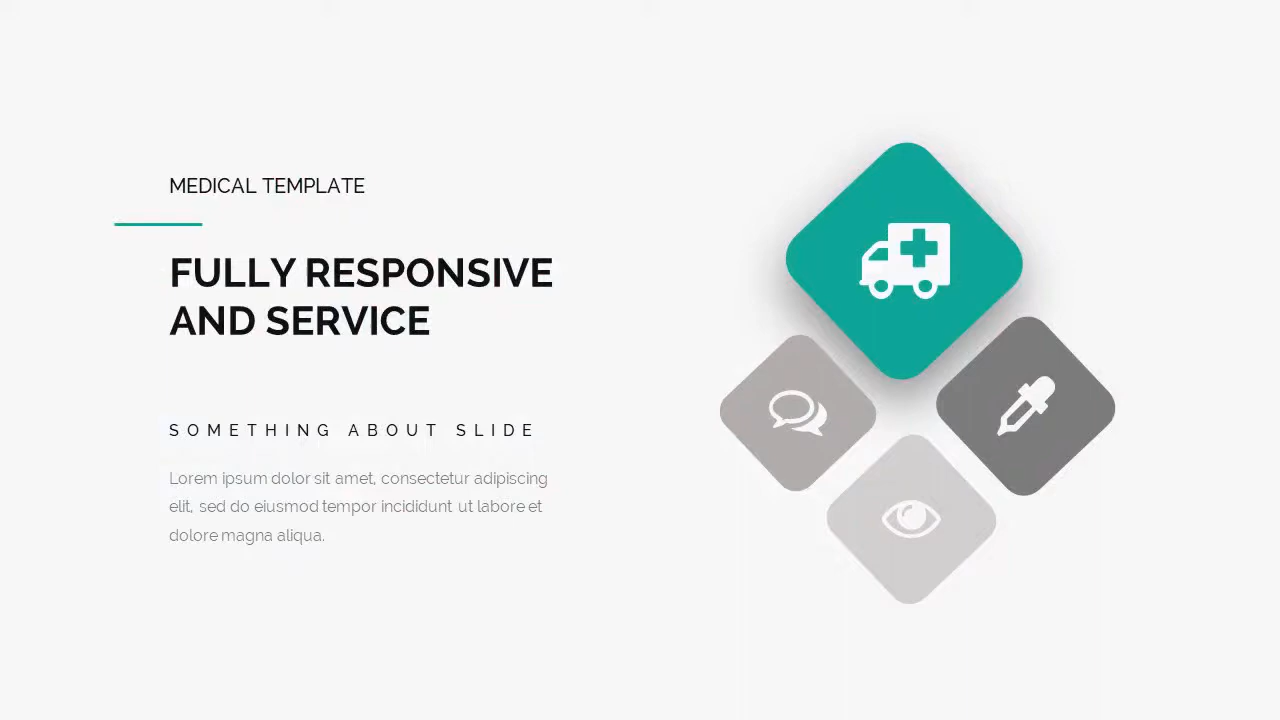 MEDICAL TEMPLATE
FULLY RESPONSIVE
AND SERVICE
SOMETHING ABOUT SLIDE
Lorem ipsum dolor sit amet, consectetur adipiscing
elit, sed do eiusmod tempor incididunt ut labore et
dolore magna aliqua.